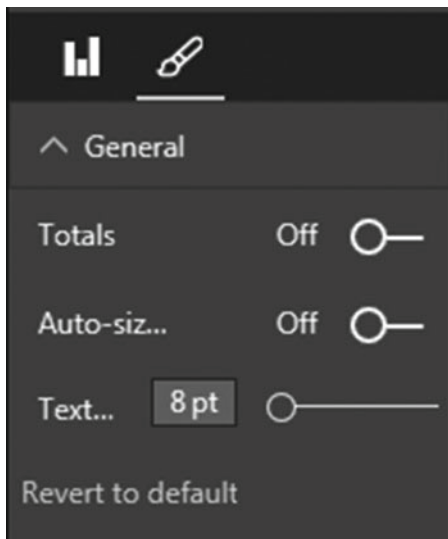 General
Totals Off
Auto-siz... Off
Text... 8 pt
Revert to default